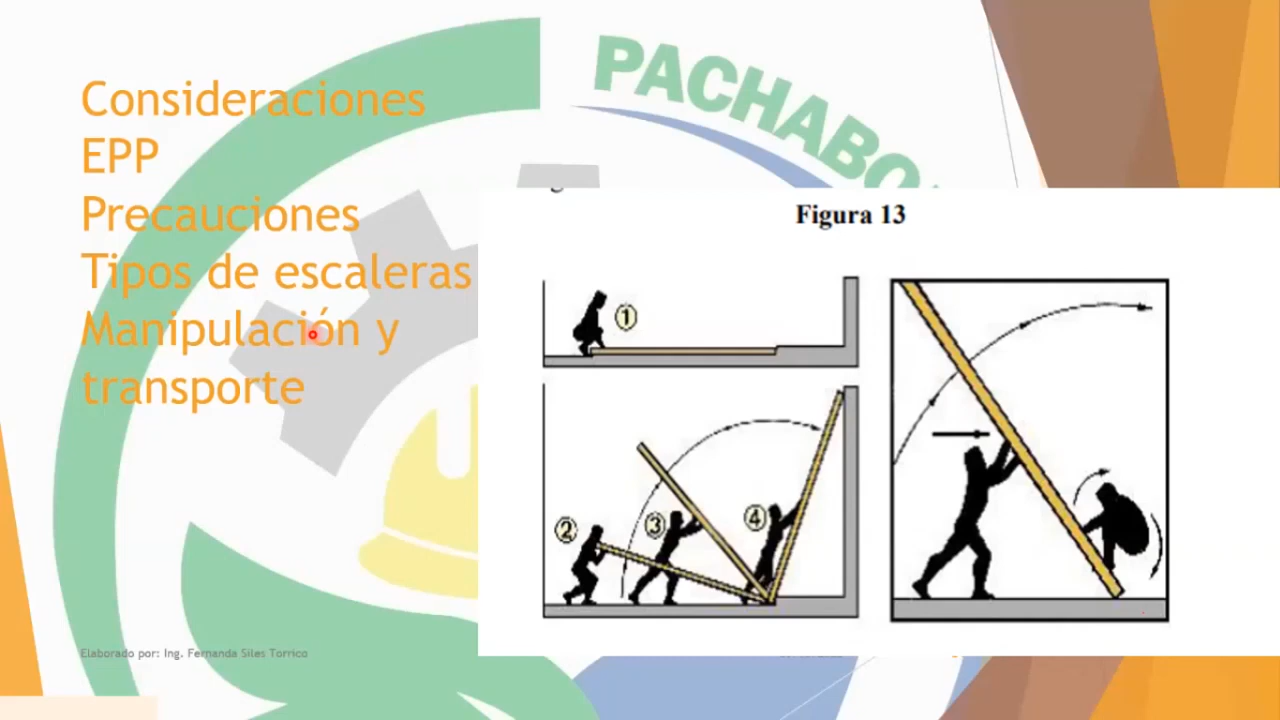 Consideraciones
EPP
Precauciones
Tipos de escaleras
Manipulación y
transporte
PACHABO
Figura 13
1
2
3
4
Elaborado por: Ing. Fernanda Siles Torrico